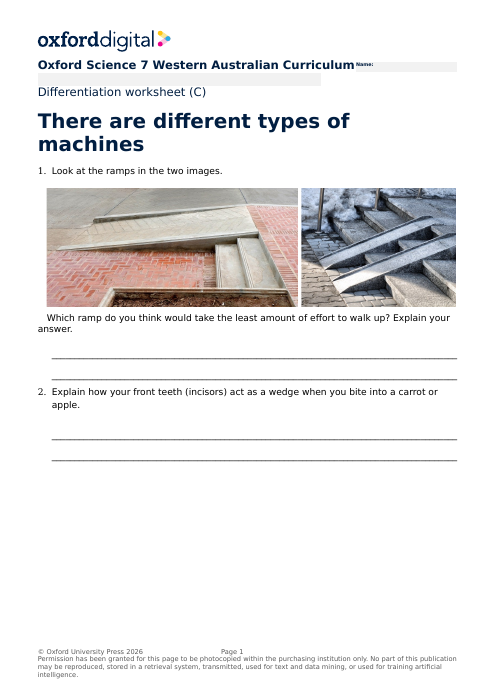 oxforddigital
Oxford Science 7 Western Australian Curriculum Name:
Differentiation worksheet (C)
There are different types of
machines
1. Look at the ramps in the two images.
Which ramp do you think would take the least amount of effort to walk up? Explain your
answer.
2. Explain how your front teeth (incisors) act as a wedge when you bite into a carrot or
apple.
© Oxford University Press 2026 Page 1
Permission has been granted for this page to be photocopied within the purchasing institution only. No part of this publication
may be reproduced, stored in a retrieval system, transmitted, used for text and data mining, or used for training artificial
intelligence.